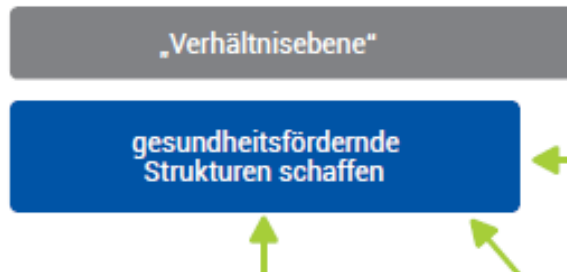 „Verhältnisebene“
gesundheitsfördernde
Strukturen schaffen